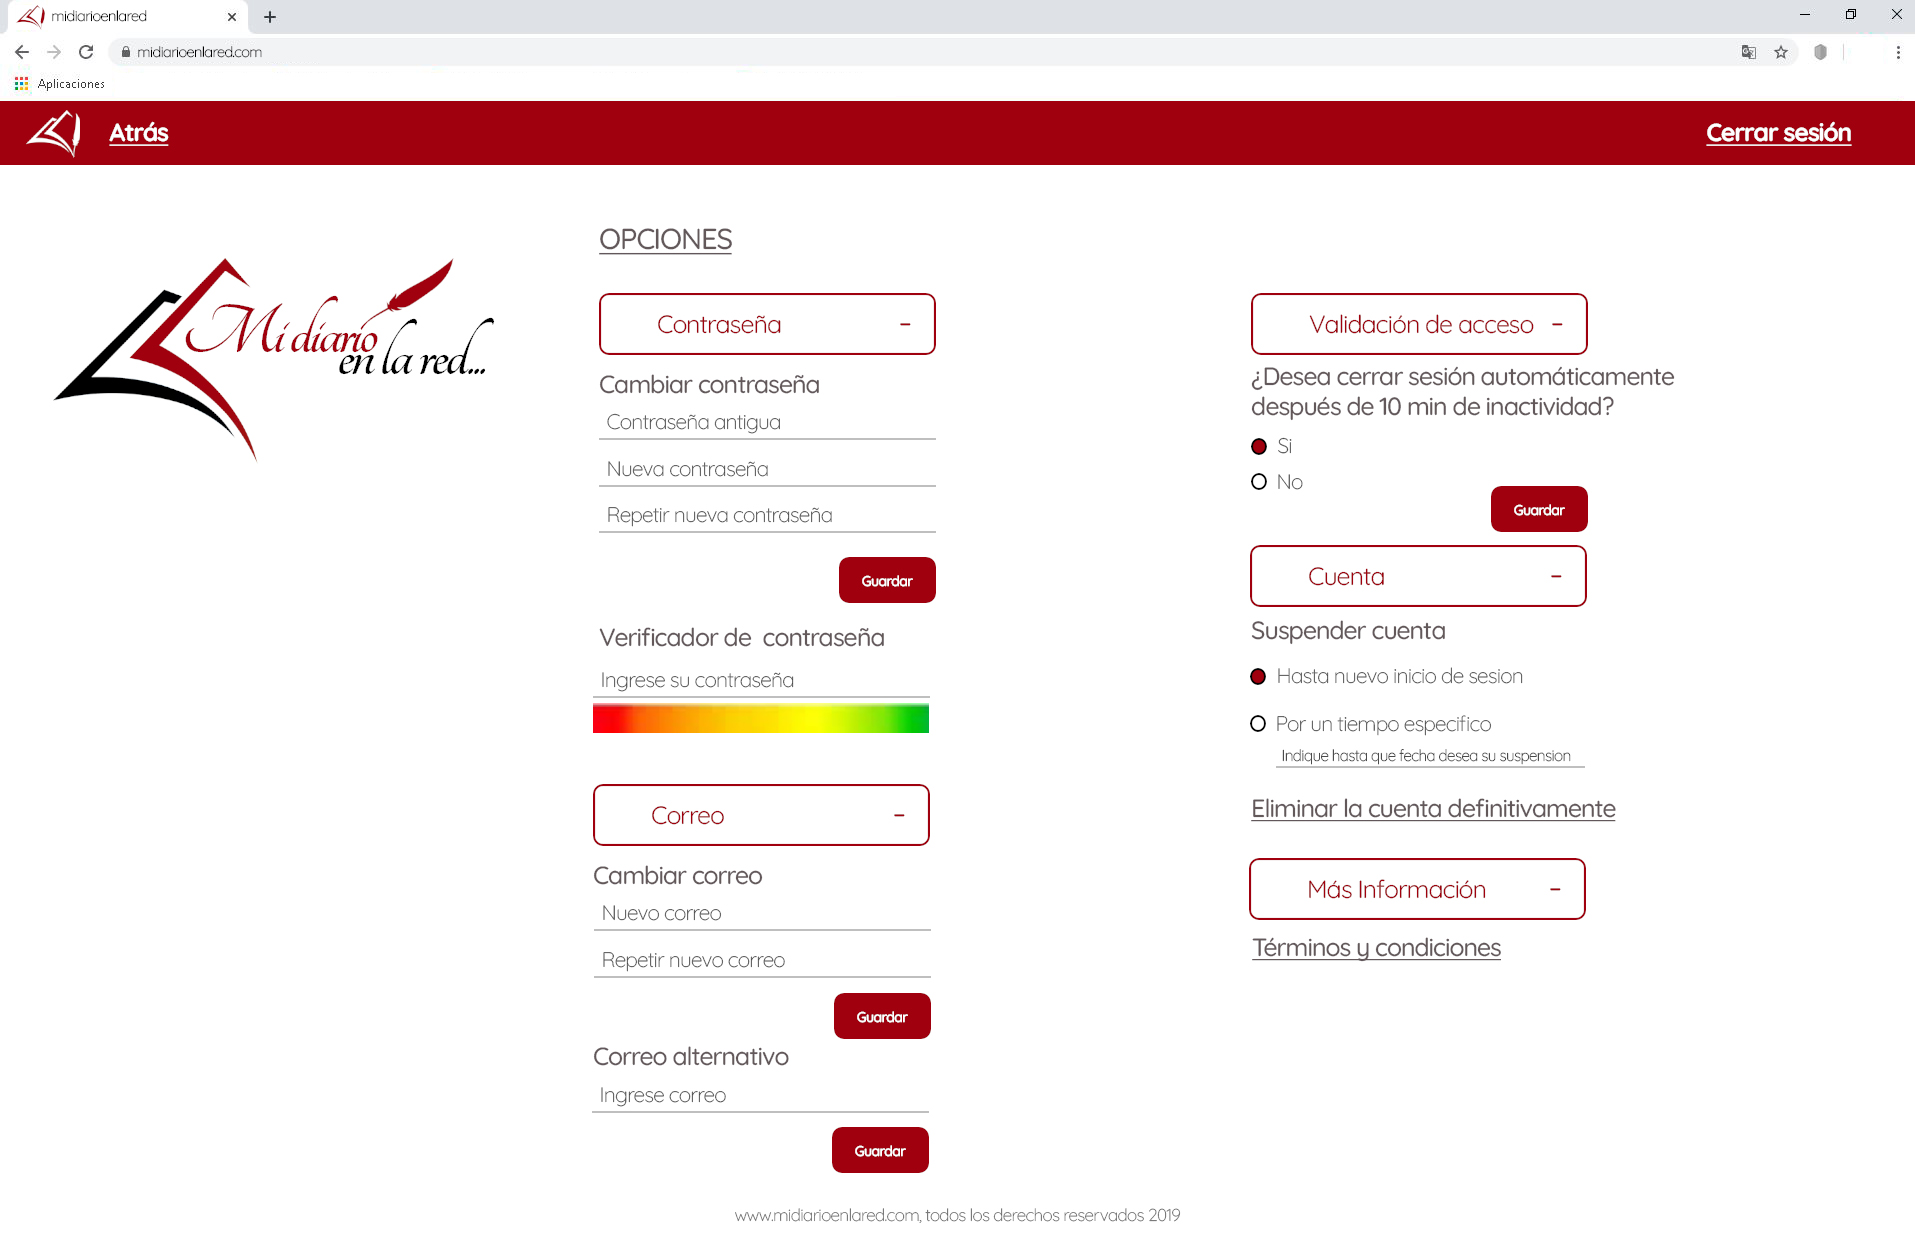 midiarioenlared
midiarioenlared.com
Aplicaciones
Atrás
Cerrar sesión
Mi diario
en la red...
OPCIONES
Contraseña -
Cambiar contraseña
Contraseña antigua
Nueva contraseña
Repetir nueva contraseña
Guardar
Verificador de contraseña
Ingrese su contraseña
Correo -
Cambiar correo
Nuevo correo
Repetir nuevo correo
Guardar
Correo alternativo
Ingrese correo
Guardar
Validación de acceso -
¿Desea cerrar sesión automáticamente
después de 10 min de inactividad?
Si
No
Guardar
Cuenta -
Suspender cuenta
Hasta nuevo inicio de sesion
Por un tiempo especifico
Indique hasta que fecha desea su suspension
Eliminar la cuenta definitivamente
Más Información -
Términos y condiciones
www.midiarioenlared.com, todos los derechos reservados 2019